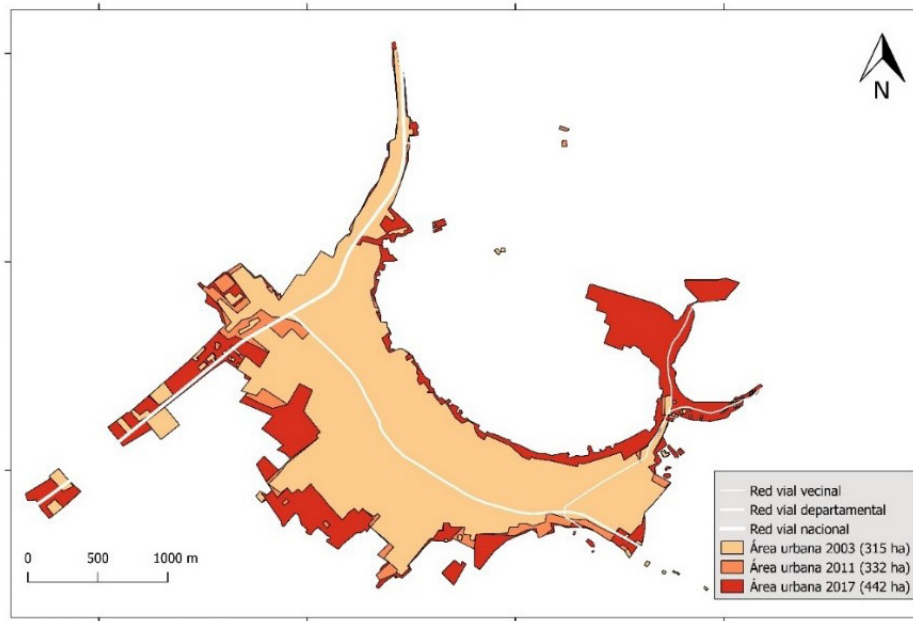 N
Red vial vecinal
Red vial departamental
Red vial nacional
Área urbana 2003 (315 ha)
Área urbana 2011 (332 ha)
Área urbana 2017 (442 ha)
0 500 1000 m